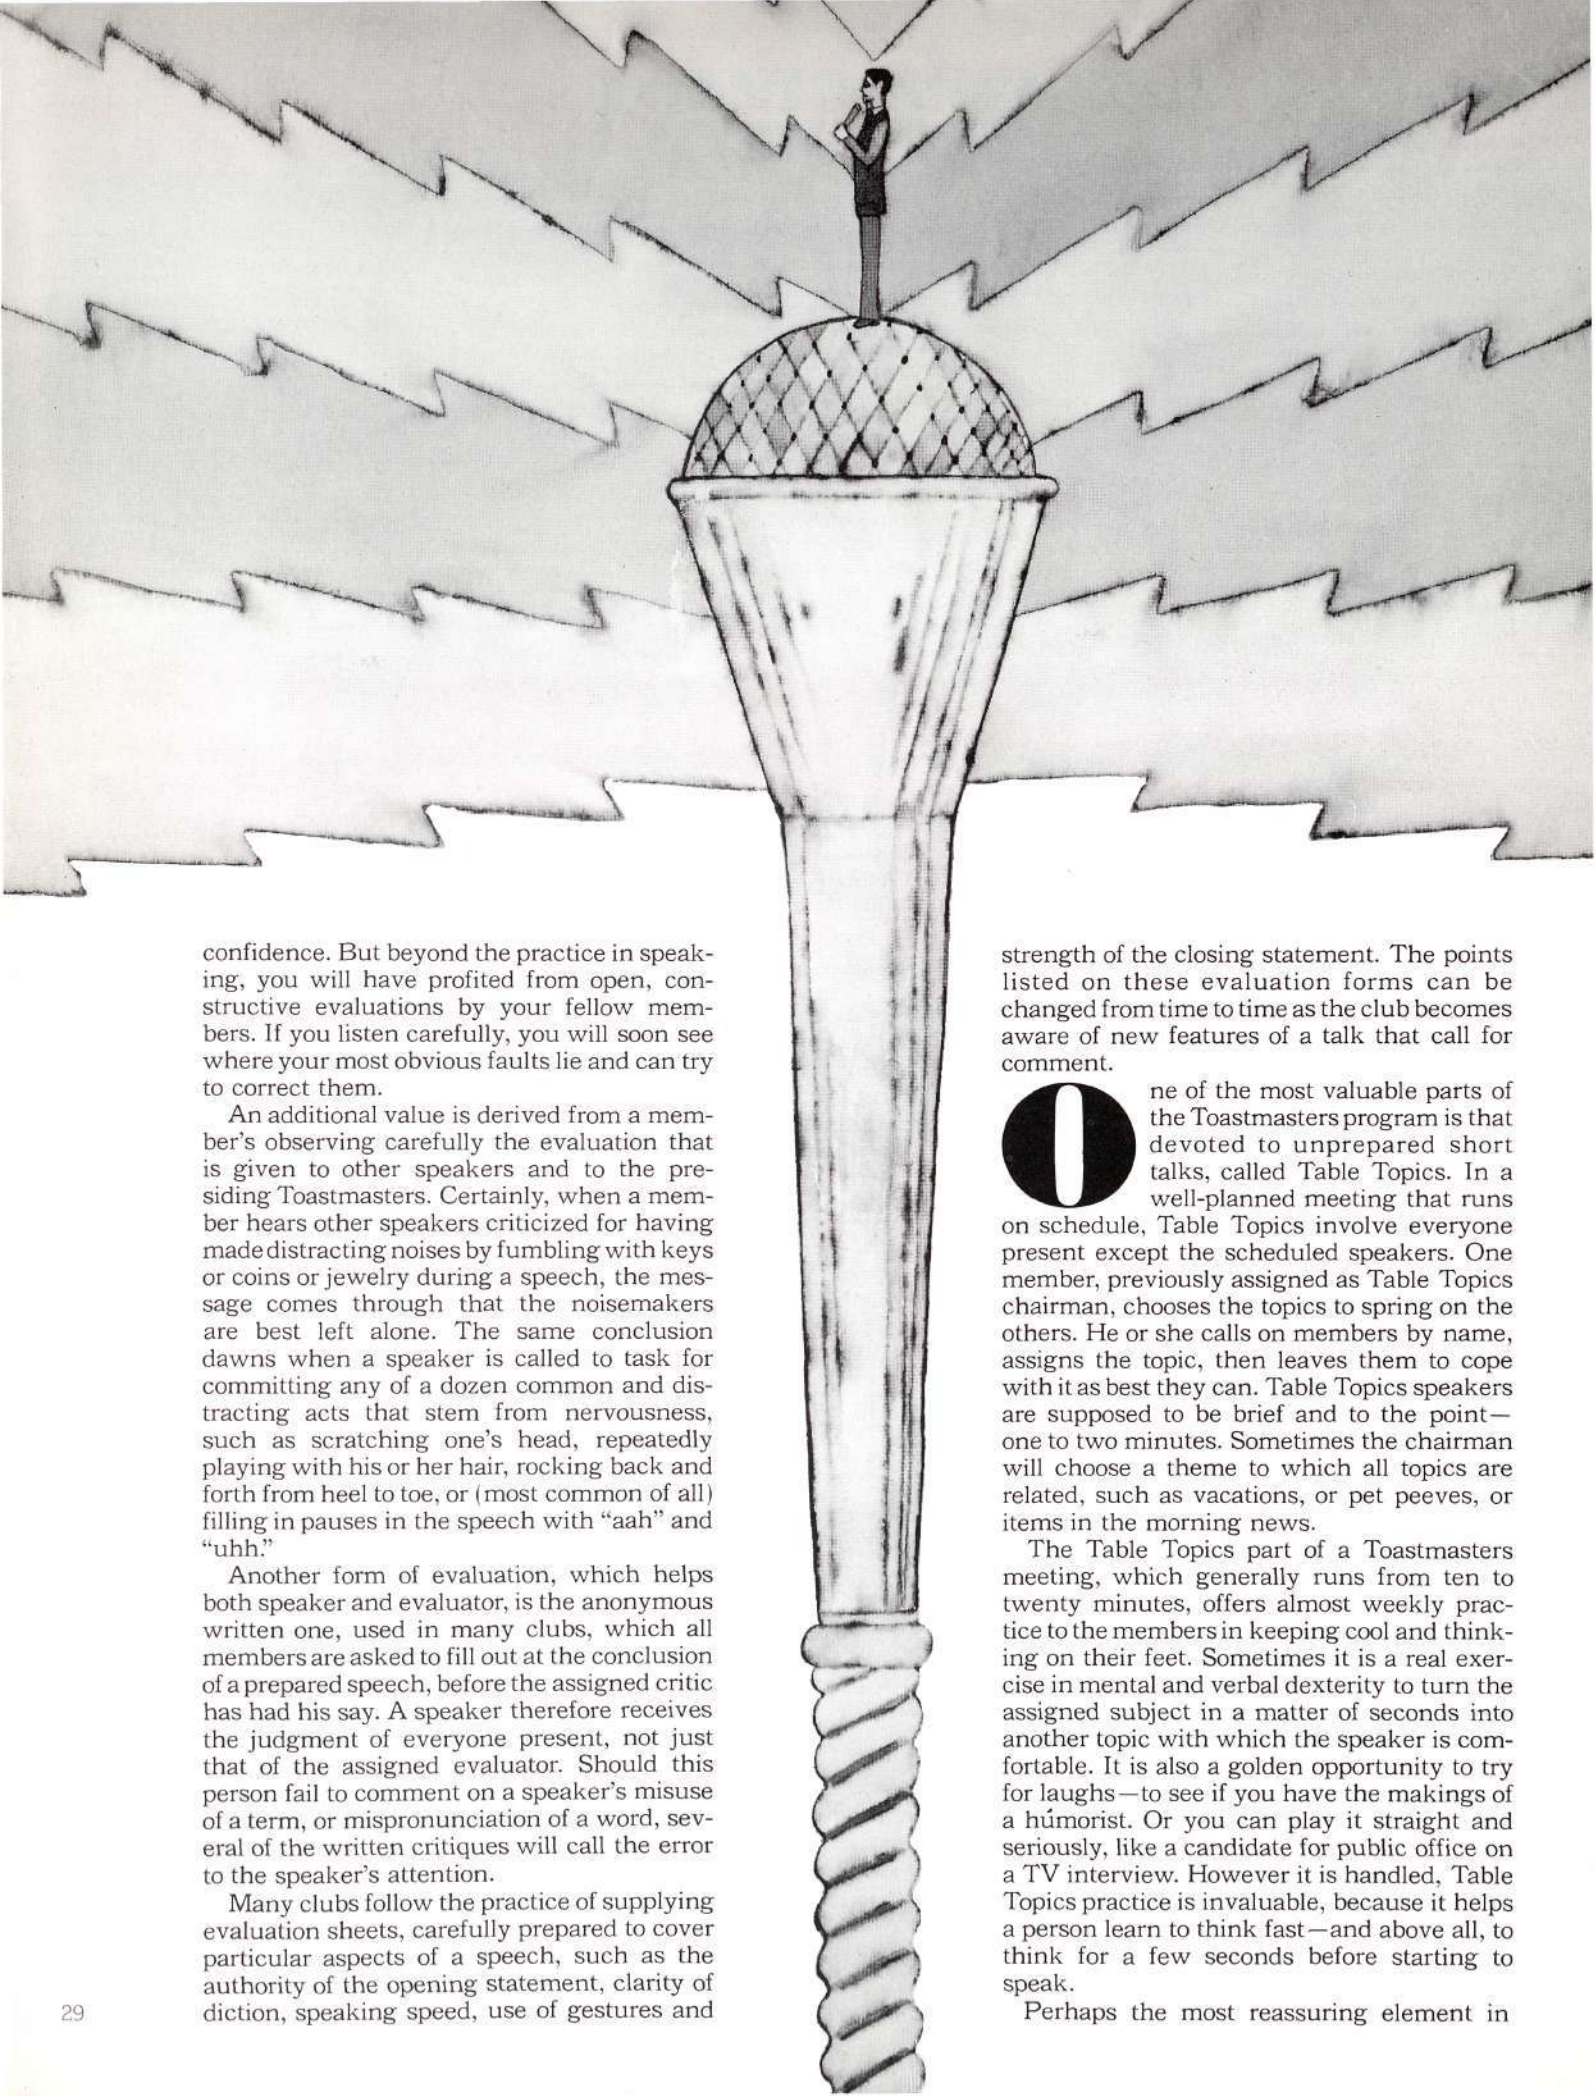 confidence. But beyond the practice in speak-
ing, you will have profited from open, con-
structive evaluations by your fellow mem-
bers. If you listen carefully, you will soon see
where your most obvious faults lie and can try
to correct them.
An additional value is derived from a mem-
ber's observing carefully the evaluation that
is given to other speakers and to the pre-
siding Toastmasters. Certainly, when a mem-
ber hears other speakers criticized for having
made distracting noises by fumbling with keys
or coins or jewelry during a speech, the mes-
sage comes through that the noisemakers
are best left alone. The same conclusion
dawns when a speaker is called to task for
committing any of a dozen common and dis-
tracting acts that stem from nervousness,
such as scratching one's head, repeatedly
playing with his or her hair, rocking back and
forth from heel to toe, or (most common of all)
filling in pauses in the speech with “aah” and
“uhh.”
Another form of evaluation, which helps
both speaker and evaluator, is the anonymous
written one, used in many clubs, which all
members are asked to fill out at the conclusion
of a prepared speech, before the assigned critic
has had his say. A speaker therefore receives
the judgment of everyone present, not just
that of the assigned evaluator. Should this
person fail to comment on a speaker's misuse
of a term, or mispronunciation of a word, sev-
eral of the written critiques will call the error
to the speaker's attention.
Many clubs follow the practice of supplying
evaluation sheets, carefully prepared to cover
particular aspects of a speech, such as the
authority of the opening statement, clarity of
diction, speaking speed, use of gestures and
strength of the closing statement. The points
listed on these evaluation forms can be
changed from time to time as the club becomes
aware of new features of a talk that call for
comment.
One of the most valuable parts of
the Toastmasters program is that
devoted to unprepared short
talks, called Table Topics. In a
well-planned meeting that runs
on schedule, Table Topics involve everyone
present except the scheduled speakers. One
member, previously assigned as Table Topics
chairman, chooses the topics to spring on the
others. He or she calls on members by name,
assigns the topic, then leaves them to cope
with it as best they can. Table Topics speakers
are supposed to be brief and to the point—
one to two minutes. Sometimes the chairman
will choose a theme to which all topics are
related, such as vacations, or pet peeves, or
items in the morning news.
The Table Topics part of a Toastmasters
meeting, which generally runs from ten to
twenty minutes, offers almost weekly prac-
tice to the members in keeping cool and think-
ing on their feet. Sometimes it is a real exer-
cise in mental and verbal dexterity to turn the
assigned subject in a matter of seconds into
another topic with which the speaker is com-
fortable. It is also a golden opportunity to try
for laughs—to see if you have the makings of
a humorist. Or you can play it straight and
seriously, like a candidate for public office on
a TV interview. However it is handled, Table
Topics practice is invaluable, because it helps
a person learn to think fast—and above all, to
think for a few seconds before starting to
speak.
Perhaps the most reassuring element in
29